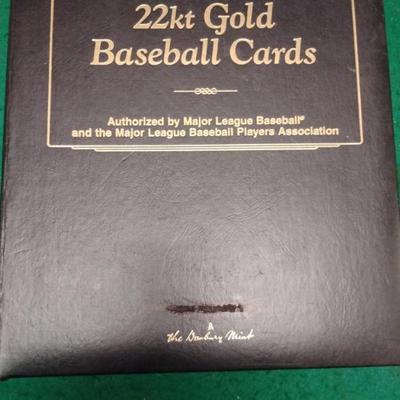 22kt Gold
Baseball Cards
Authorized by Major League Baseball®
and the Major League Baseball Players Association
The Danbury Mint